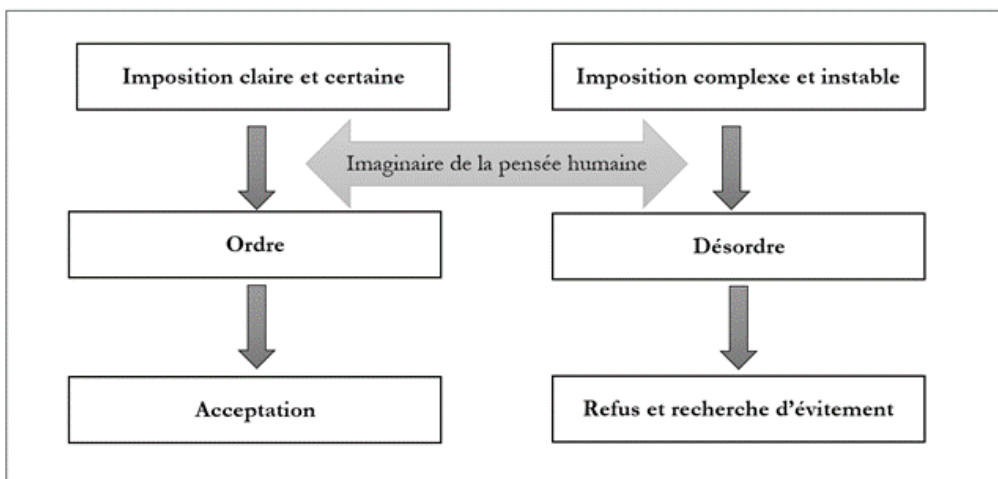 Imposition claire et certaine
Imposition complexe et instable
Imaginaire de la pensée humaine
Ordre
Désordre
Acceptation
Refus et recherche d'évitement